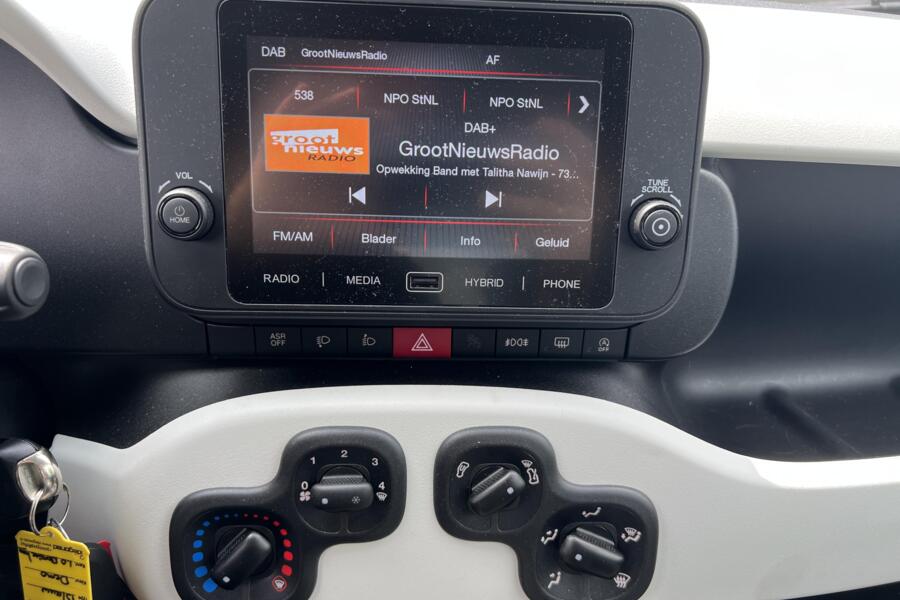 DAB GrootNieuwsRadio AF
538 NPO StNL NPO StNL
DAB+
groot
nieuws
RADIO
GrootNieuwsRadio
Opwekking Band met Talitha Nawijn - 73...
FM/AM Blader Info Geluid
RADIO MEDIA HYBRID PHONE
VOL
HOME
TUNE
SCROLL
ASR
OFF
OFF
0 1 2 3 4
Demo